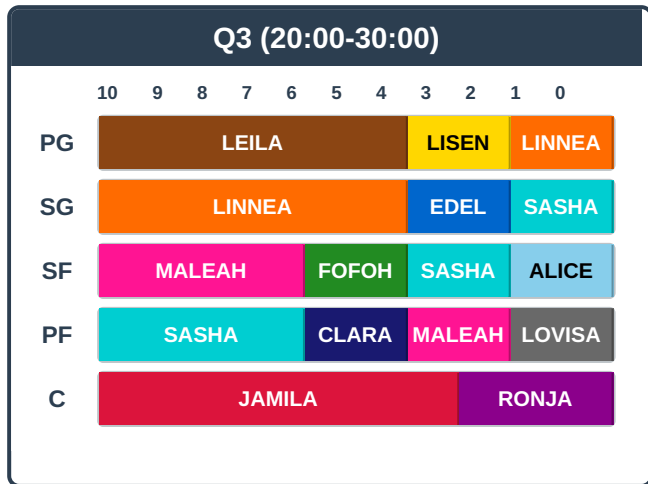 Q3 (20:00-30:00)
10 9 8 7 6 5 4 3 2 1 0
PG LEILA LISEN LINNEA
SG LINNEA EDEL SASHA
SF MALEAH FOFOH SASHA ALICE
PF SASHA CLARA MALEAH LOVISA
C JAMILA RONJA